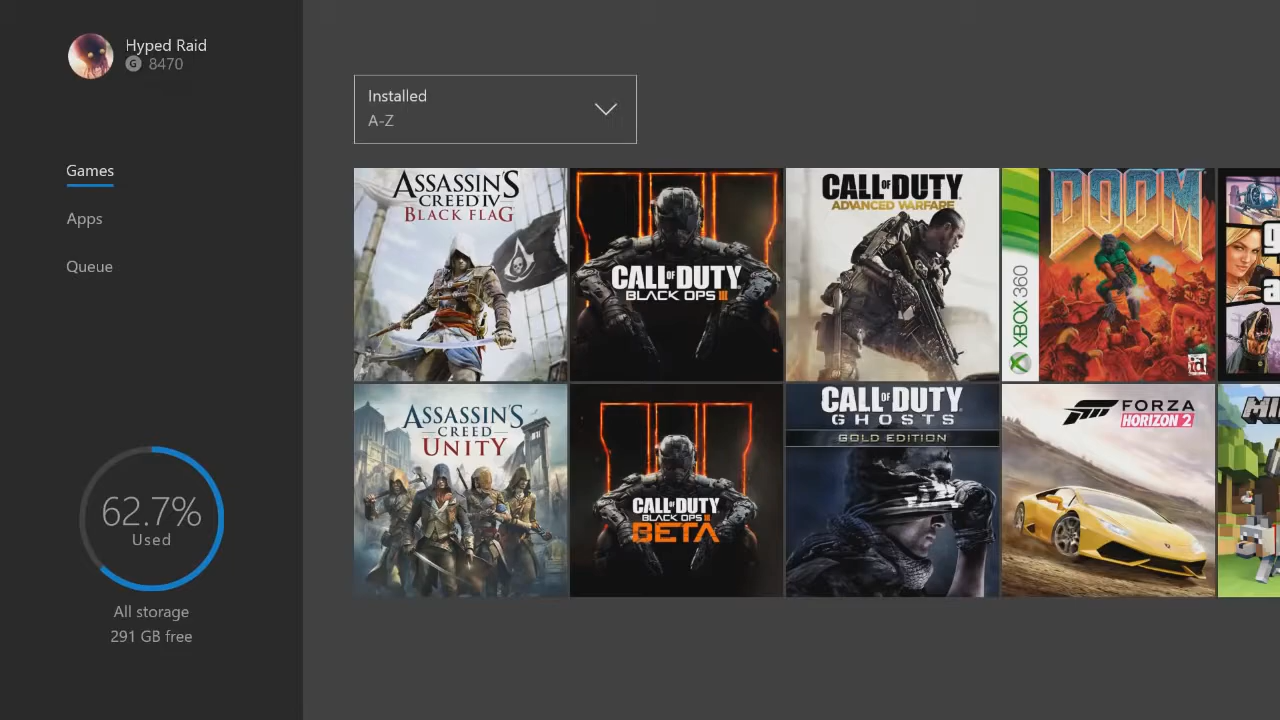 Hyped Raid
G 8470
Games
Apps
Queue
62.7%
Used
All storage
291 GB free
Installed
A-Z
ASSASSIN'S
CREED IV
BLACK FLAG
CALL OF DUTY
BLACK OPS III
CALL OF DUTY
ADVANCED WARFARE
XBOX 360
DOOM
id
ASSASSIN'S
CREED
UNITY
CALL OF DUTY
BLACK OPS III
BETA
CALL OF DUTY
GHOSTS
GOLD EDITION
FORZA
HORIZON 2